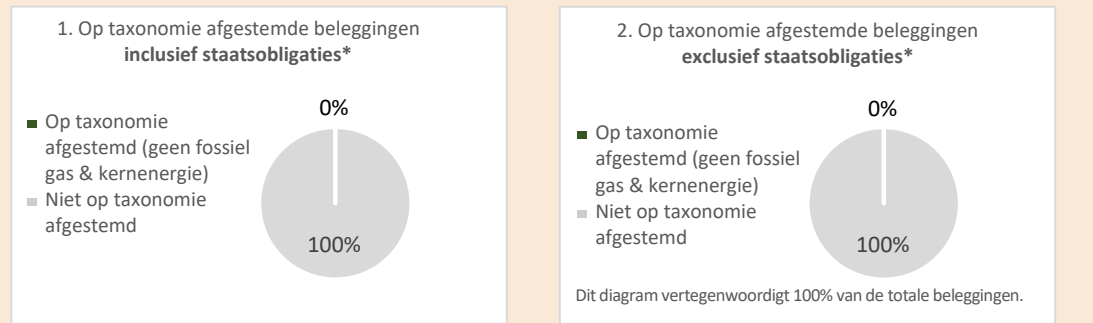 1. Op taxonomie afgestemde beleggingen
inclusief staatsobligaties*
0%
Op taxonomie
afgestemd (geen fossiel
gas & kernenergie)
Niet op taxonomie
afgestemd
100%
2. Op taxonomie afgestemde beleggingen
exclusief staatsobligaties*
0%
Op taxonomie
afgestemd (geen fossiel
gas & kernenergie)
Niet op taxonomie
afgestemd
100%
Dit diagram vertegenwoordigt 100% van de totale beleggingen.